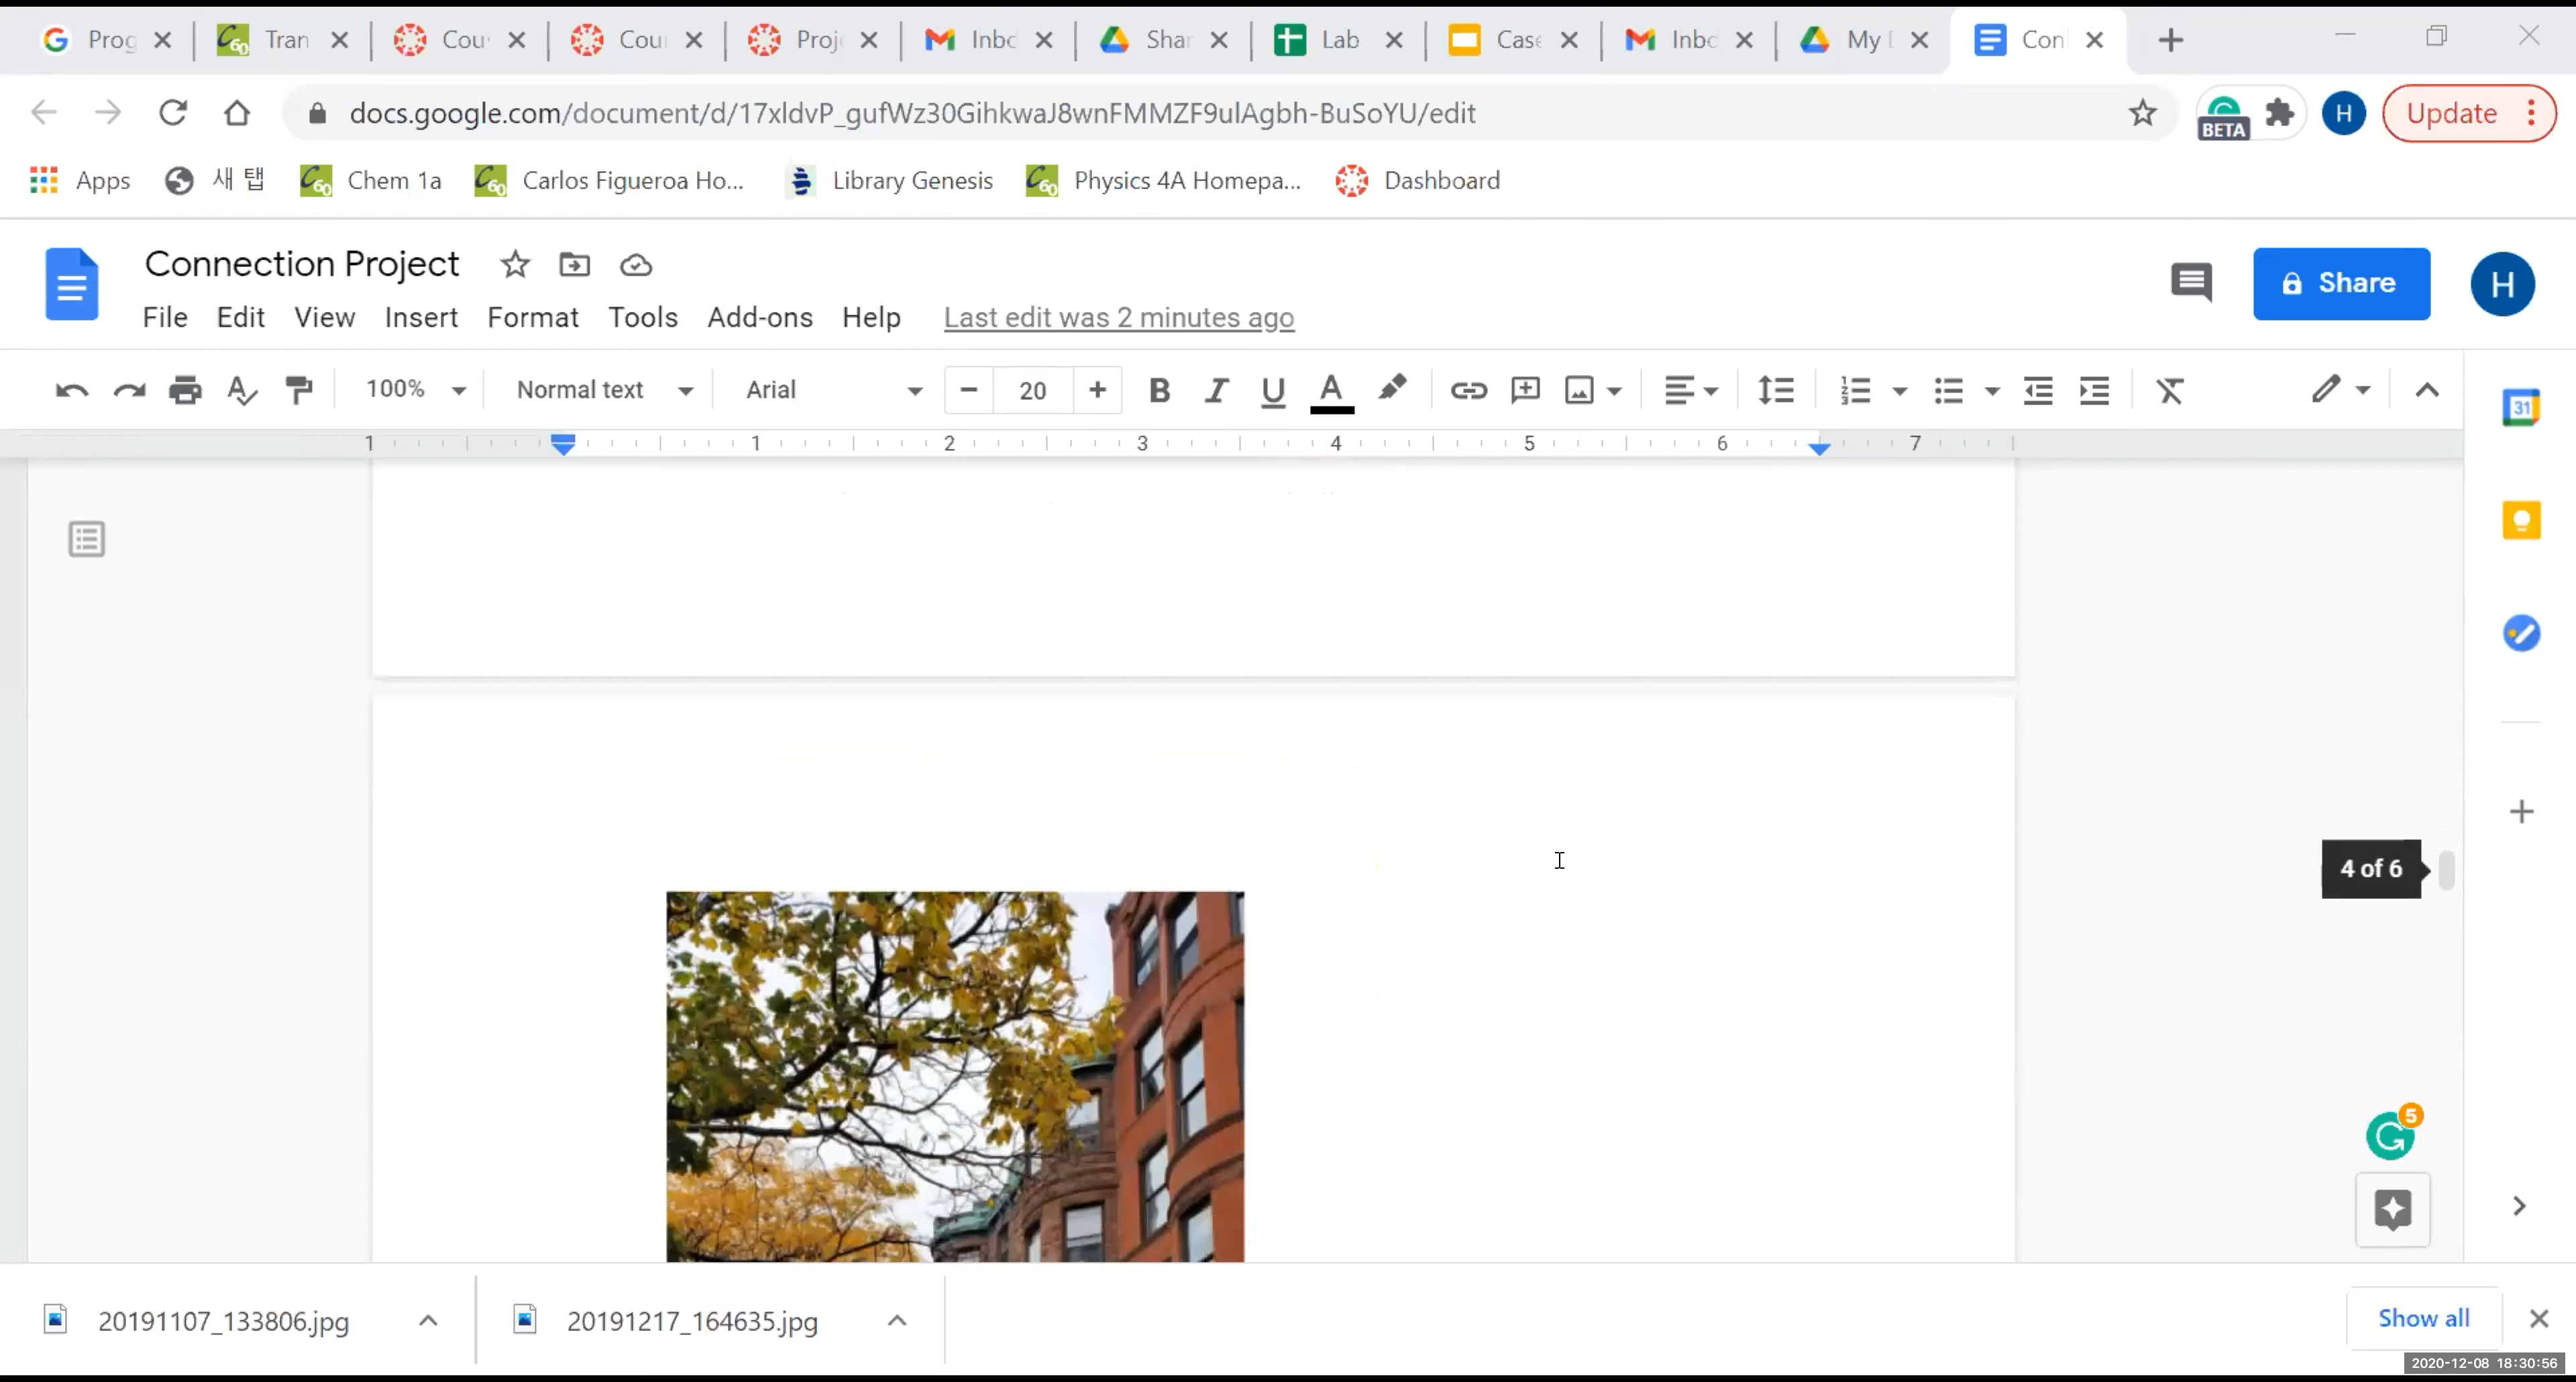 Prog Tran Cou Cou Proj Inbo Shar Lab Case Inbo My Con
docs.google.com/document/d/17xldvP_gufWz30GihkwaJ8wnFMMZF9ulAgbh-BuSoYU/edit
BETA H Update
Apps 새 탭 Chem 1a Carlos Figueroa Ho... Library Genesis Physics 4A Homepa... Dashboard
Connection Project
Share H
File Edit View Insert Format Tools Add-ons Help Last edit was 2 minutes ago
100% Normal text Arial 20 B I U A
31
1 1 2 3 4 5 6 7
4 of 6
5
20191107_133806.jpg 20191217_164635.jpg Show all
2020-12-08 18:30:56